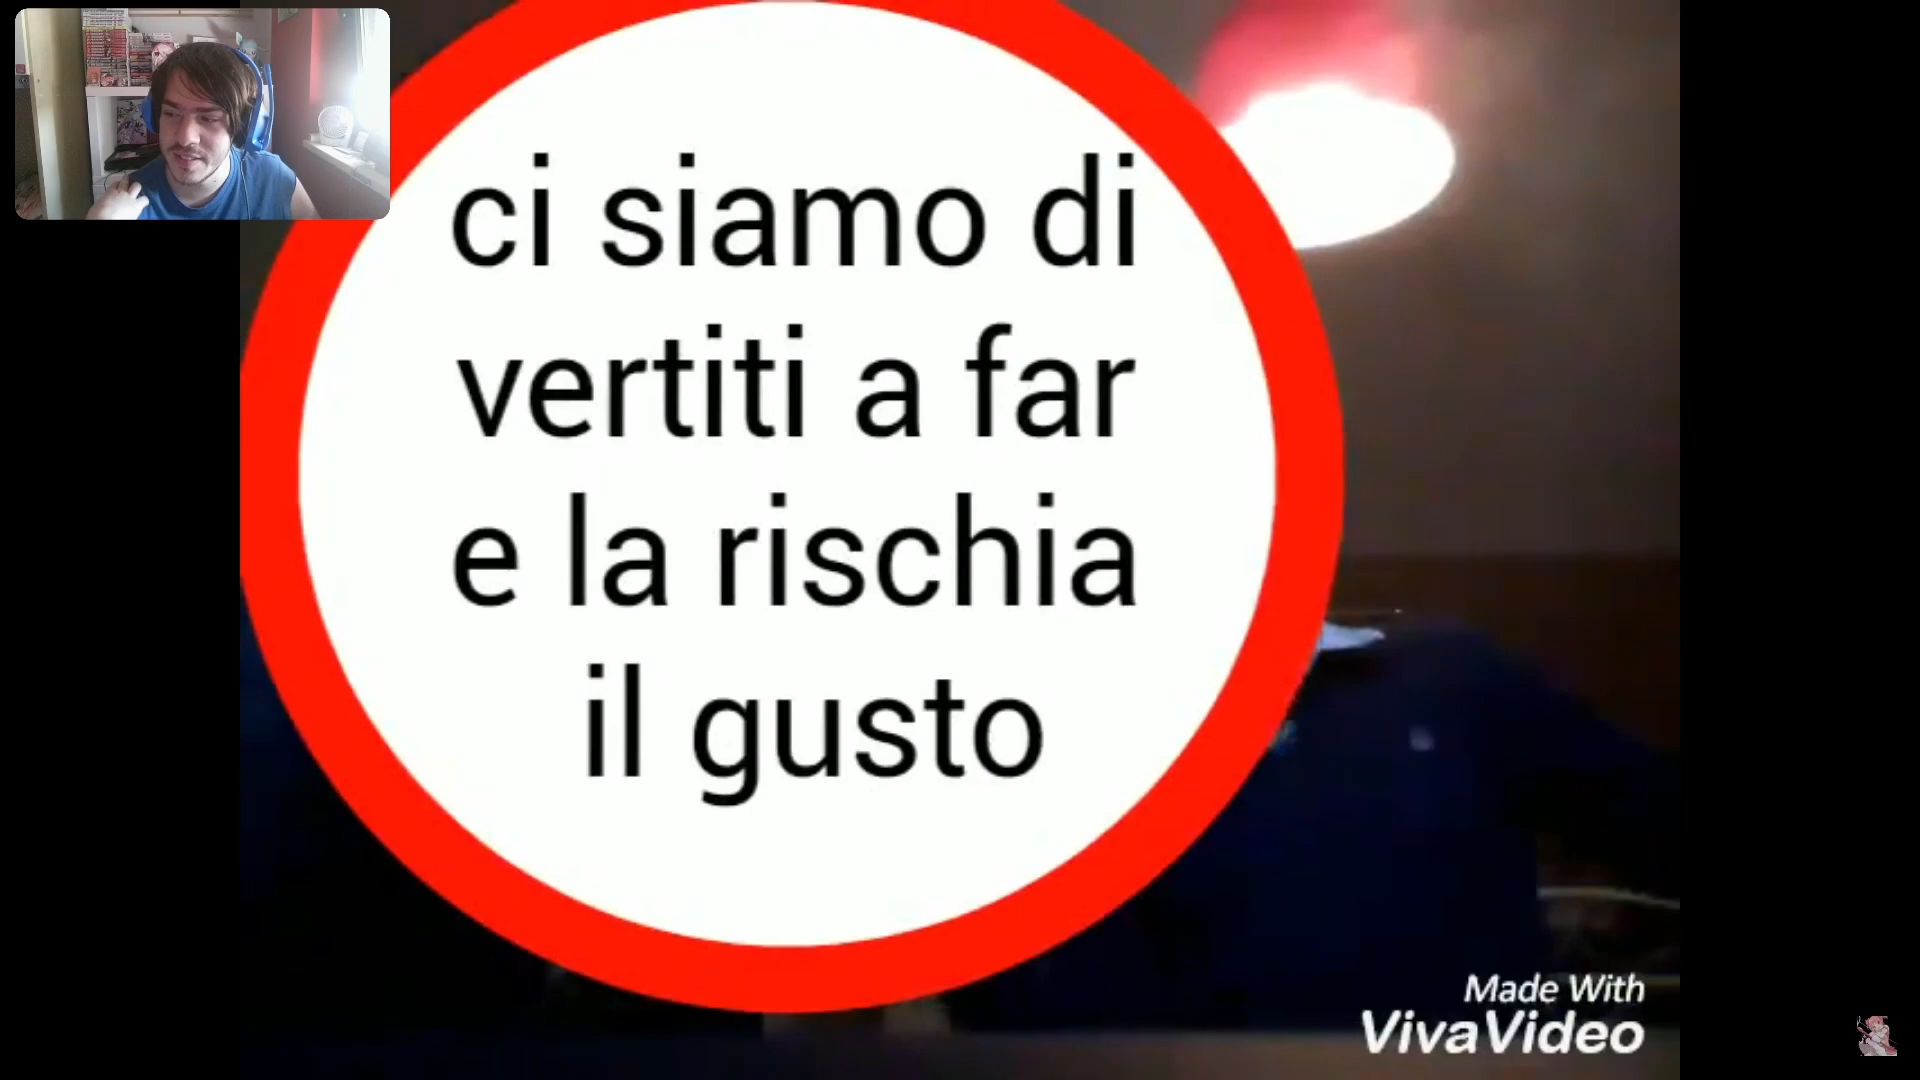 ci siamo di
vertiti a far
e la rischia
il gusto
Made With
VivaVideo